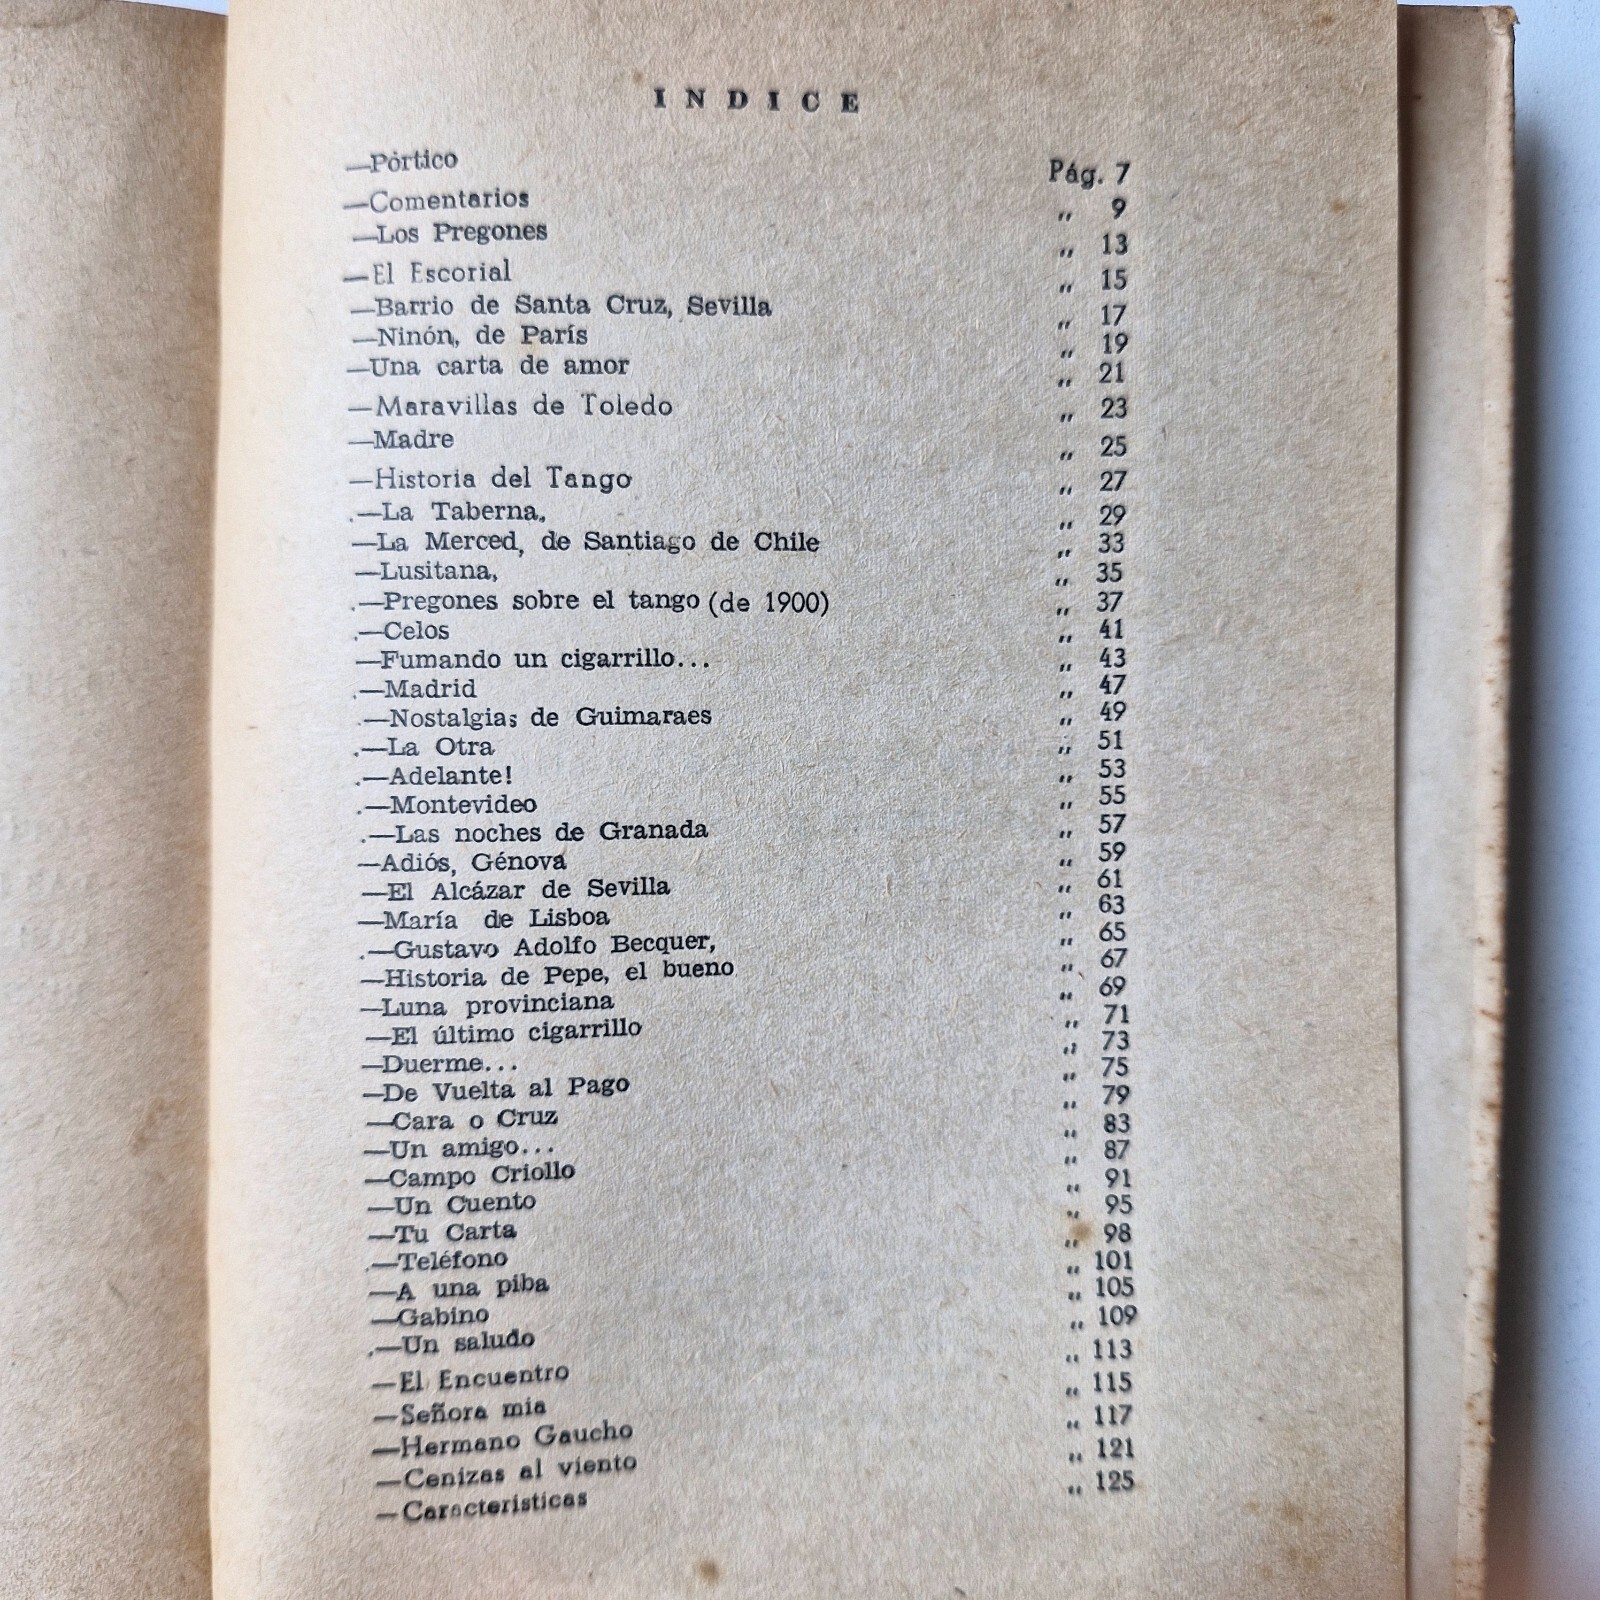 INDICE
—Pórtico Pág. 7
—Comentarios „ 9
—Los Pregones „ 13
—El Escorial „ 15
—Barrio de Santa Cruz, Sevilla „ 17
—Ninón, de París „ 19
—Una carta de amor „ 21
—Maravillas de Toledo „ 23
—Madre „ 25
—Historia del Tango „ 27
.—La Taberna, „ 29
—La Merced, de Santiago de Chile „ 33
—Lusitana, „ 35
.—Pregones sobre el tango (de 1900) „ 37
.—Celos „ 41
—Fumando un cigarrillo... „ 43
.—Madrid „ 47
.—Nostalgias de Guimaraes „ 49
.—La Otra „ 51
.—Adelante! „ 53
.—Montevideo „ 55
.—Las noches de Granada „ 57
—Adiós, Génova „ 59
—El Alcázar de Sevilla „ 61
—María de Lisboa „ 63
.—Gustavo Adolfo Becquer, „ 65
—Historia de Pepe, el bueno „ 67
—Luna provinciana „ 69
—El último cigarrillo „ 71
—Duerme... „ 73
—De Vuelta al Pago „ 75
—Cara o Cruz „ 79
—Un amigo... „ 83
—Campo Criollo „ 87
—Un Cuento „ 91
—Tu Carta „ 95
.—Teléfono „ 98
—A una piba „ 101
—Gabino „ 105
.—Un saludo „ 109
—El Encuentro „ 113
—Señora mia „ 115
—Hermano Gaucho „ 117
—Cenizas al viento „ 121
—Caracteristicas „ 125